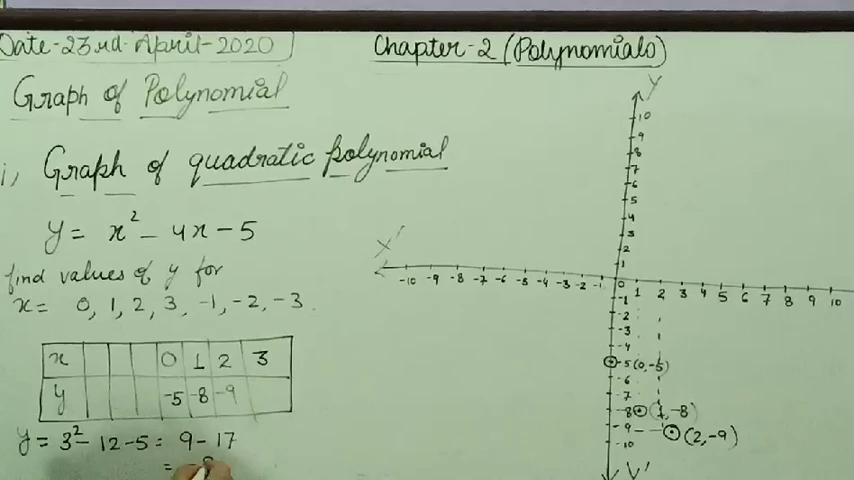 Date-23rd-April-2020
Chapter-2 (Polynomials)
Graph of Polynomial
i, Graph of quadratic polynomial
y = x² - 4x - 5
find values of y for
x = 0, 1, 2, 3, -1, -2, -3.
x 0 1 2 3
y -5 -8 -9
y = 3² - 12 - 5 = 9 - 17
=
Y
10
9
8
7
6
5
4
3
2
1
X'
-10 -9 -8 -7 -6 -5 -4 -3 -2 -1 0 1 2 3 4 5 6 7 8 9 10
-1
-2
-3
-4
-5 (0,-5)
-6
-7
-8 (1,-8)
-9 (2,-9)
-10
Y'